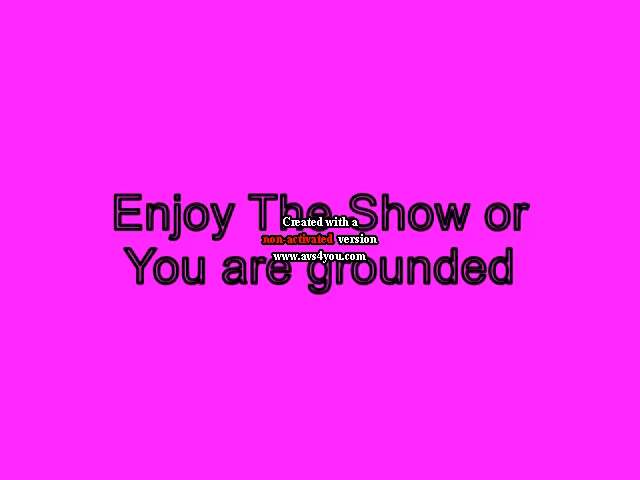 Enjoy The Show or
You are grounded
Created with a
non-activated version
www.avs4you.com